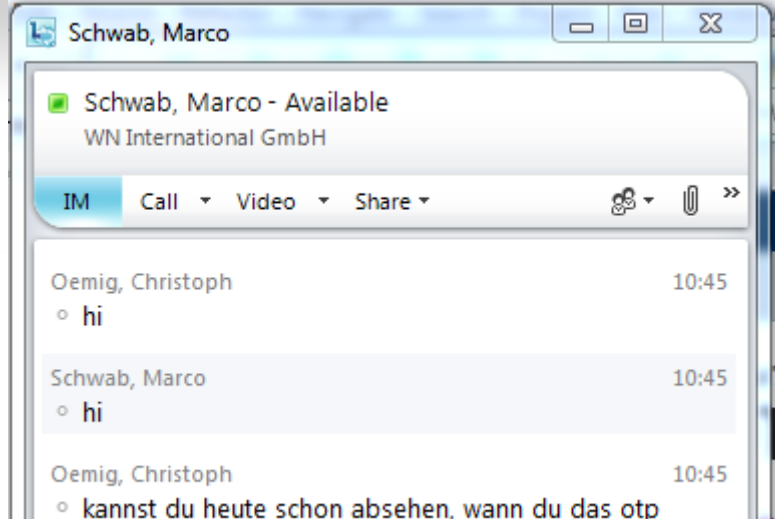 Schwab, Marco
Schwab, Marco - Available
WN International GmbH
IM Call Video Share
Oemig, Christoph 10:45
hi
Schwab, Marco 10:45
hi
Oemig, Christoph 10:45
kannst du heute schon absehen, wann du das otp